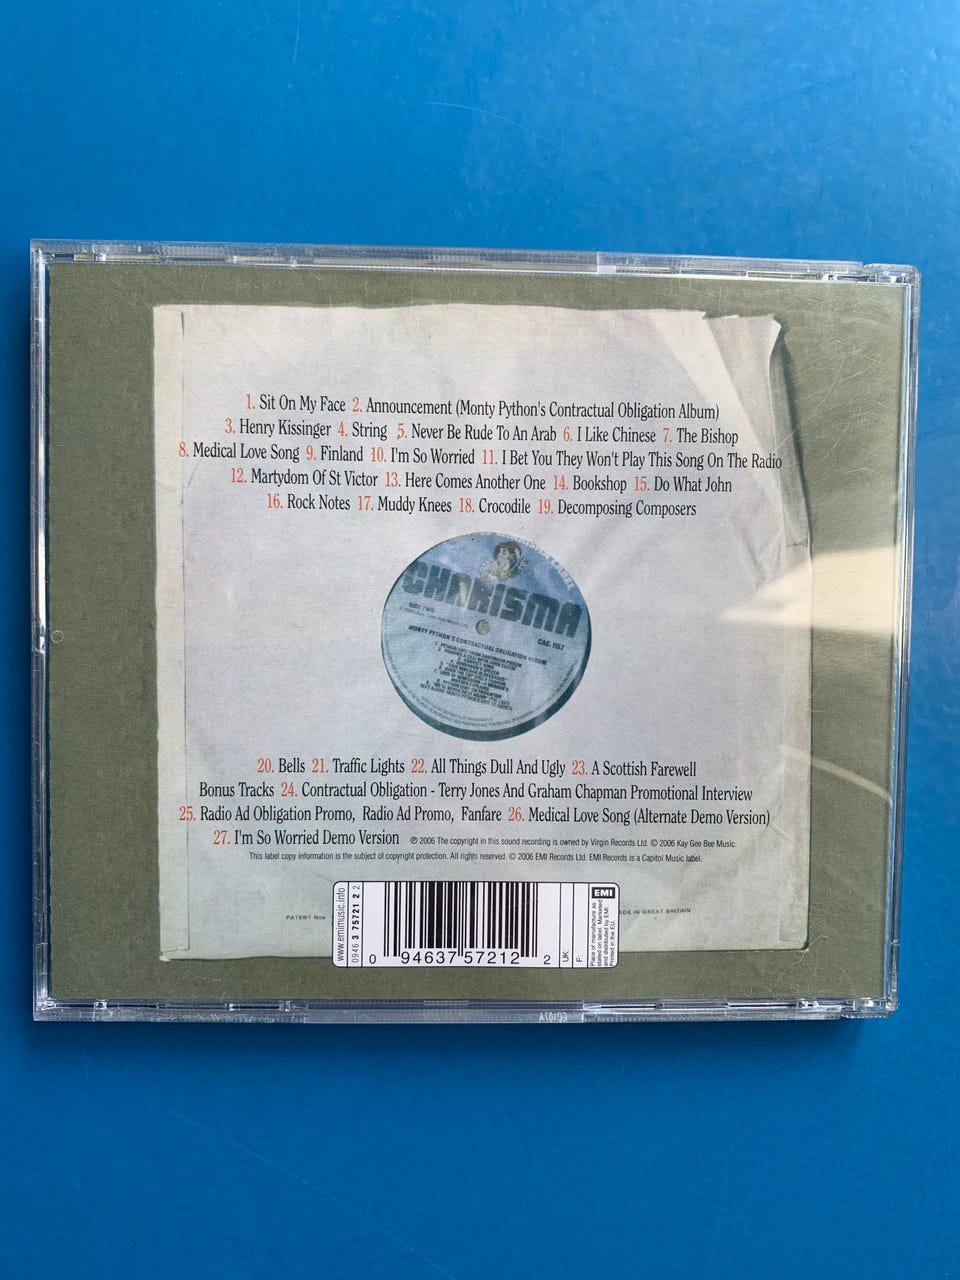 1. Sit On My Face 2. Announcement (Monty Python's Contractual Obligation Album)
3. Henry Kissinger 4. String 5. Never Be Rude To An Arab 6. I Like Chinese 7. The Bishop
8. Medical Love Song 9. Finland 10. I'm So Worried 11. I Bet You They Won't Play This Song On The Radio
12. Martydom Of St Victor 13. Here Comes Another One 14. Bookshop 15. Do What John
16. Rock Notes 17. Muddy Knees 18. Crocodile 19. Decomposing Composers
CHARISMA
SIDE TWO
CAS. 1152
MONTY PYTHON'S CONTRACTUAL OBLIGATION ALBUM
20. Bells 21. Traffic Lights 22. All Things Dull And Ugly 23. A Scottish Farewell
Bonus Tracks 24. Contractual Obligation - Terry Jones And Graham Chapman Promotional Interview
25. Radio Ad Obligation Promo, Radio Ad Promo, Fanfare 26. Medical Love Song (Alternate Demo Version)
27. I'm So Worried Demo Version ℗ 2006 The copyright in this sound recording is owned by Virgin Records Ltd. © 2006 Kay Gee Bee Music.
This label copy information is the subject of copyright protection. All rights reserved. © 2006 EMI Records Ltd. EMI Records is a Capitol Music label.
PATENT Nos
ADE IN GREAT BRITAIN
www.emimusic.info
0946 3 75721 2 2
0 94637 57212 2
UK:
F:
EMI
Place of manufacture as
stated on label. Marketed
and distributed by EMI.
Printed in the EU.